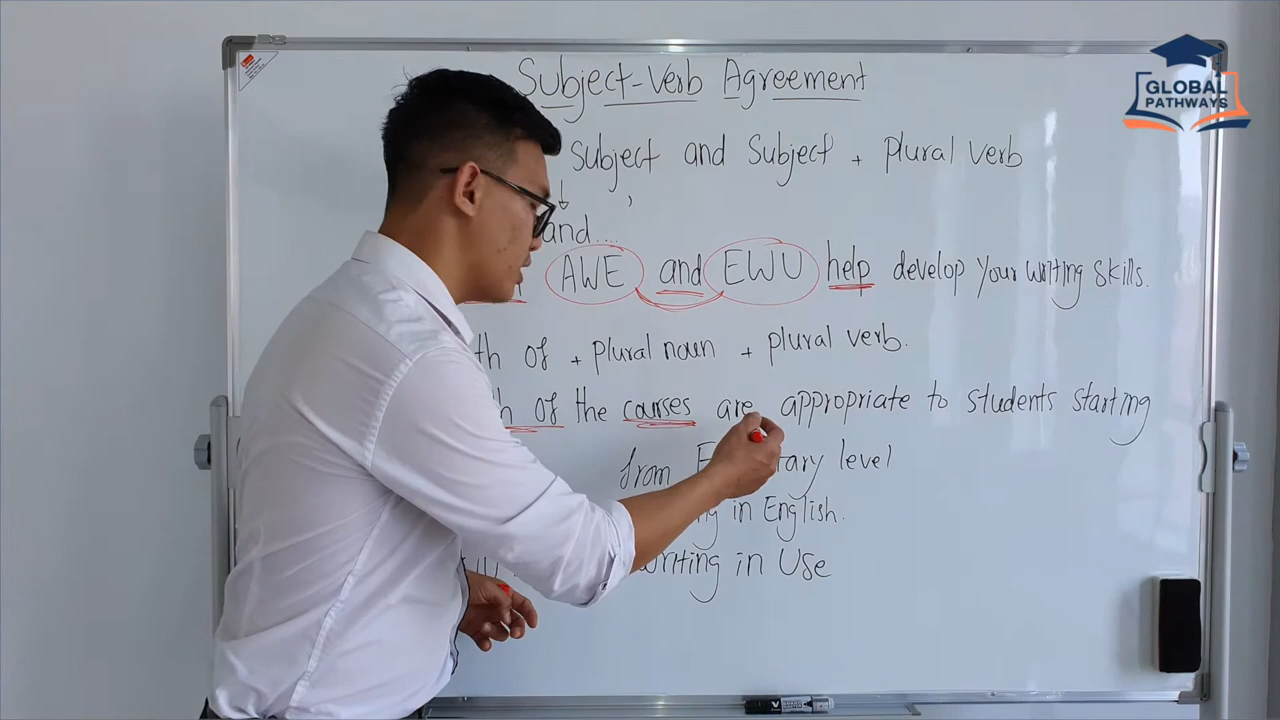 GLOBAL
PATHWAYS
Subject-Verb Agreement
Subject and Subject + plural verb
and....
AWE and EWU help develop your writing skills.
of + plural noun + plural verb.
of the courses are appropriate to students starting
from level
in English.
Writing in Use